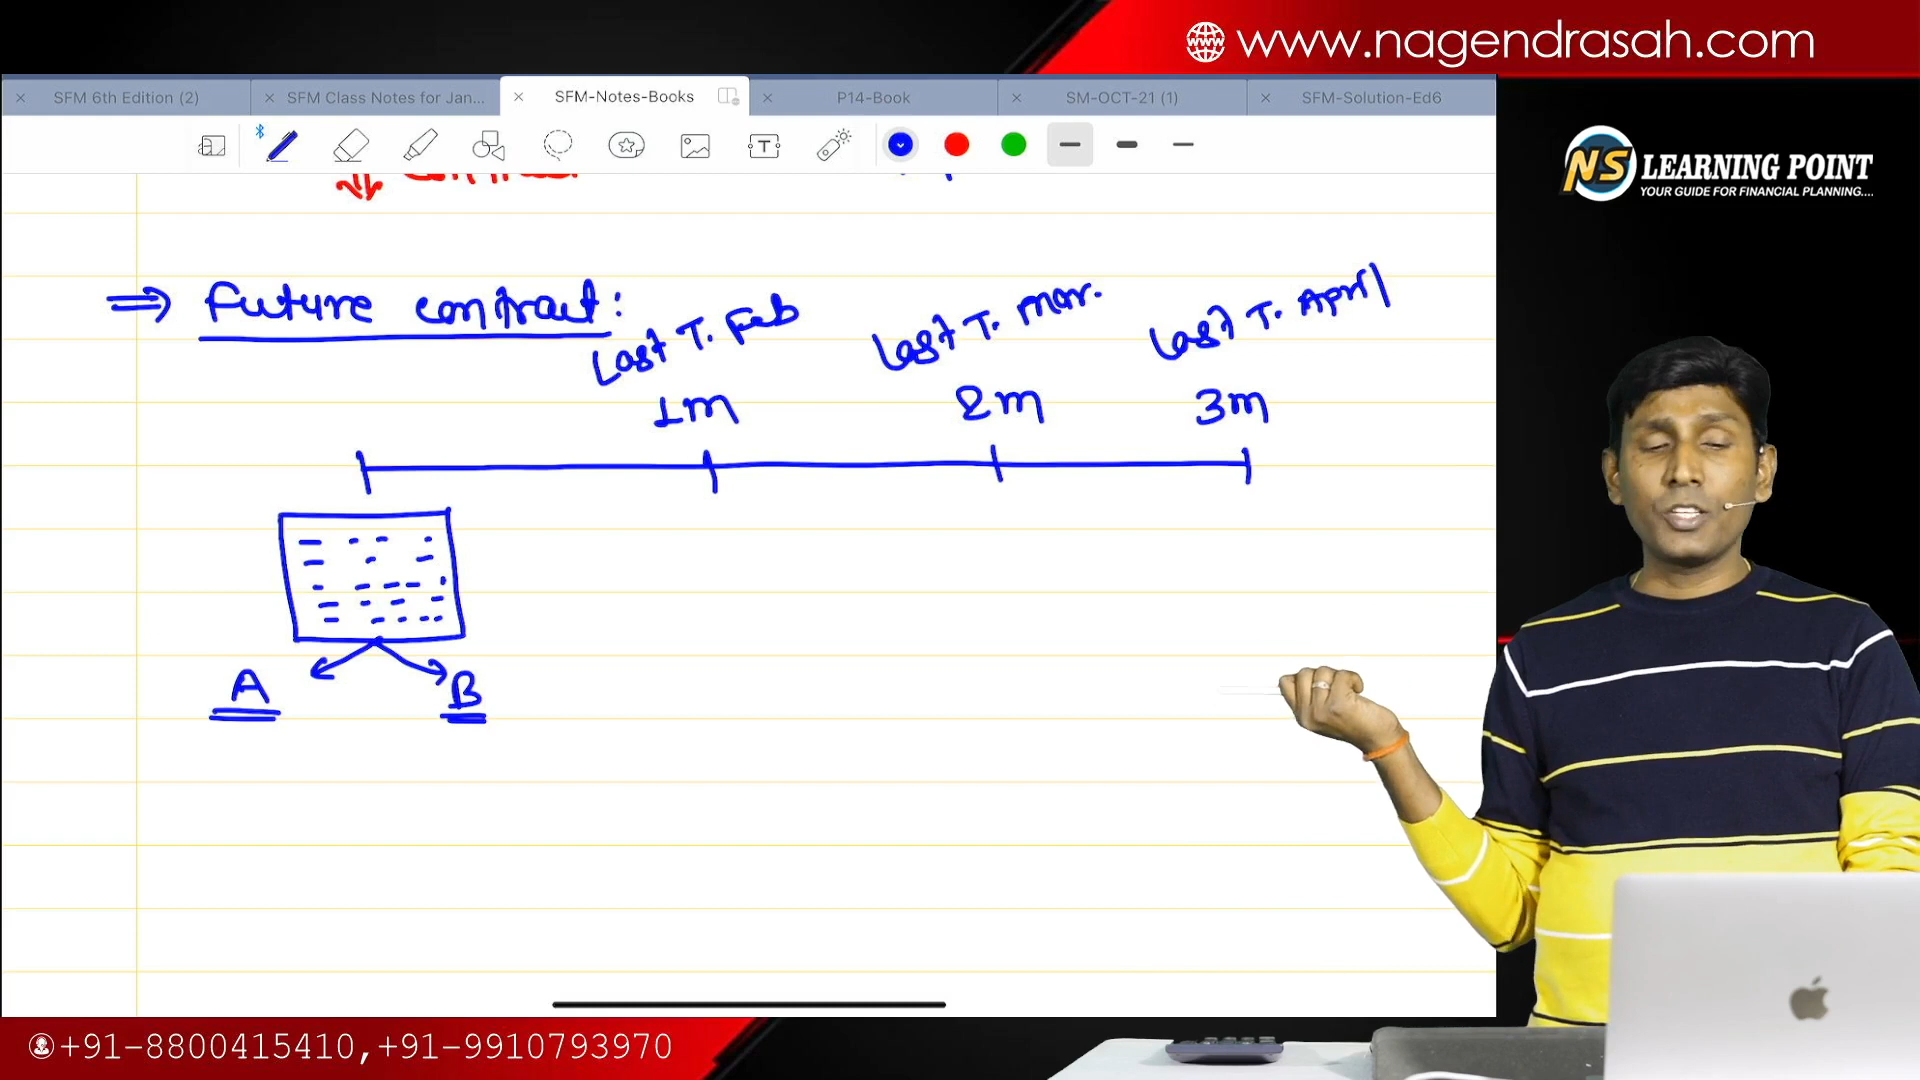 www.nagendrasah.com
SFM 6th Edition (2)
SFM Class Notes for Jan...
SFM-Notes-Books
P14-Book
SM-OCT-21 (1)
SFM-Solution-Ed6
NS LEARNING POINT
YOUR GUIDE FOR FINANCIAL PLANNING....
⇒ Future contract:
Last T. Feb
Last T. Mar.
Last T. April
1m
2m
3m
A
B
+91-8800415410,+91-9910793970